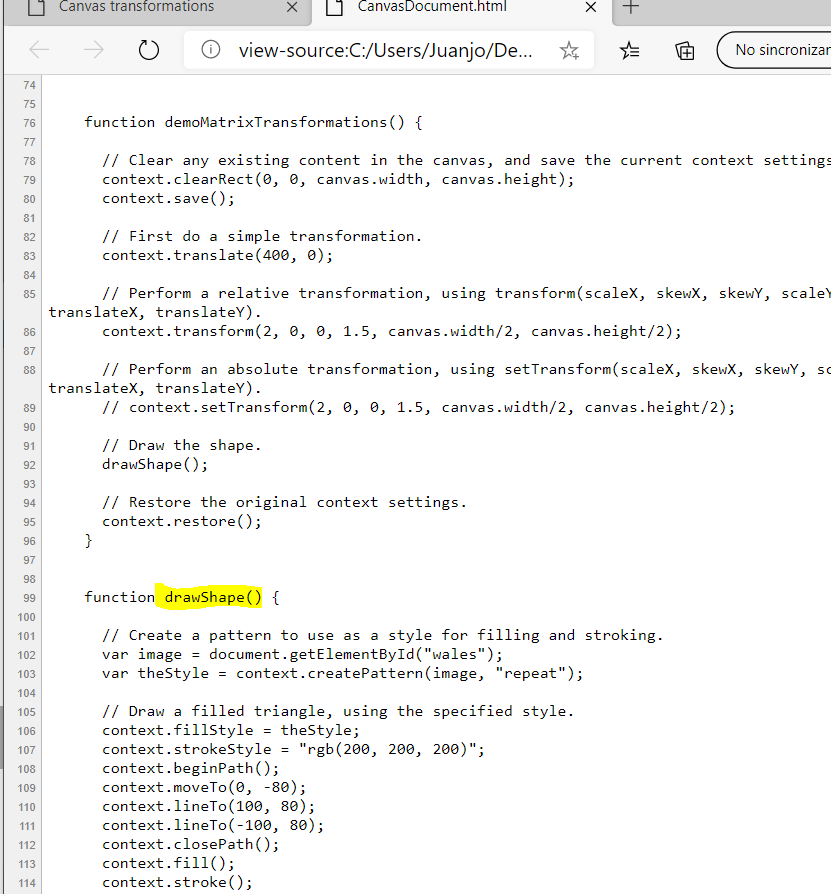 Canvas transformations
CanvasDocument.html
view-source:C:/Users/Juanjo/De...
No sincronizar
74
75
76 function demoMatrixTransformations() {
77
78 // Clear any existing content in the canvas, and save the current context settings
79 context.clearRect(0, 0, canvas.width, canvas.height);
80 context.save();
81
82 // First do a simple transformation.
83 context.translate(400, 0);
84
85 // Perform a relative transformation, using transform(scaleX, skewX, skewY, scaleY
translateX, translateY).
86 context.transform(2, 0, 0, 1.5, canvas.width/2, canvas.height/2);
87
88 // Perform an absolute transformation, using setTransform(scaleX, skewX, skewY, sc
translateX, translateY).
89 // context.setTransform(2, 0, 0, 1.5, canvas.width/2, canvas.height/2);
90
91 // Draw the shape.
92 drawShape();
93
94 // Restore the original context settings.
95 context.restore();
96 }
97
98
99 function drawShape() {
100
101 // Create a pattern to use as a style for filling and stroking.
102 var image = document.getElementById("wales");
103 var theStyle = context.createPattern(image, "repeat");
104
105 // Draw a filled triangle, using the specified style.
106 context.fillStyle = theStyle;
107 context.strokeStyle = "rgb(200, 200, 200)";
108 context.beginPath();
109 context.moveTo(0, -80);
110 context.lineTo(100, 80);
111 context.lineTo(-100, 80);
112 context.closePath();
113 context.fill();
114 context.stroke();